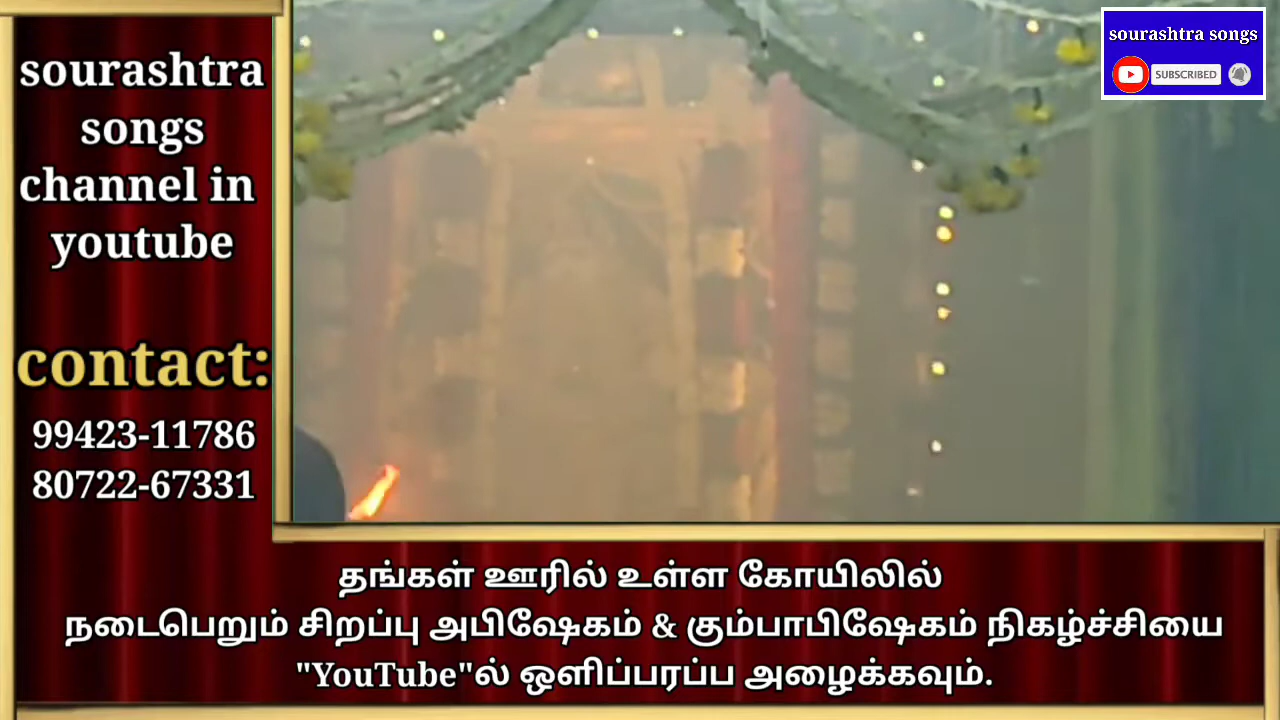 sourashtra
songs
channel in
youtube
contact:
99423-11786
80722-67331
sourashtra songs
SUBSCRIBED
தங்கள் ஊரில் உள்ள கோயிலில்
நடைபெறும் சிறப்பு அபிஷேகம் & கும்பாபிஷேகம் நிகழ்ச்சியை
"YouTube"ல் ஒளிப்பரப்ப அழைக்கவும்.